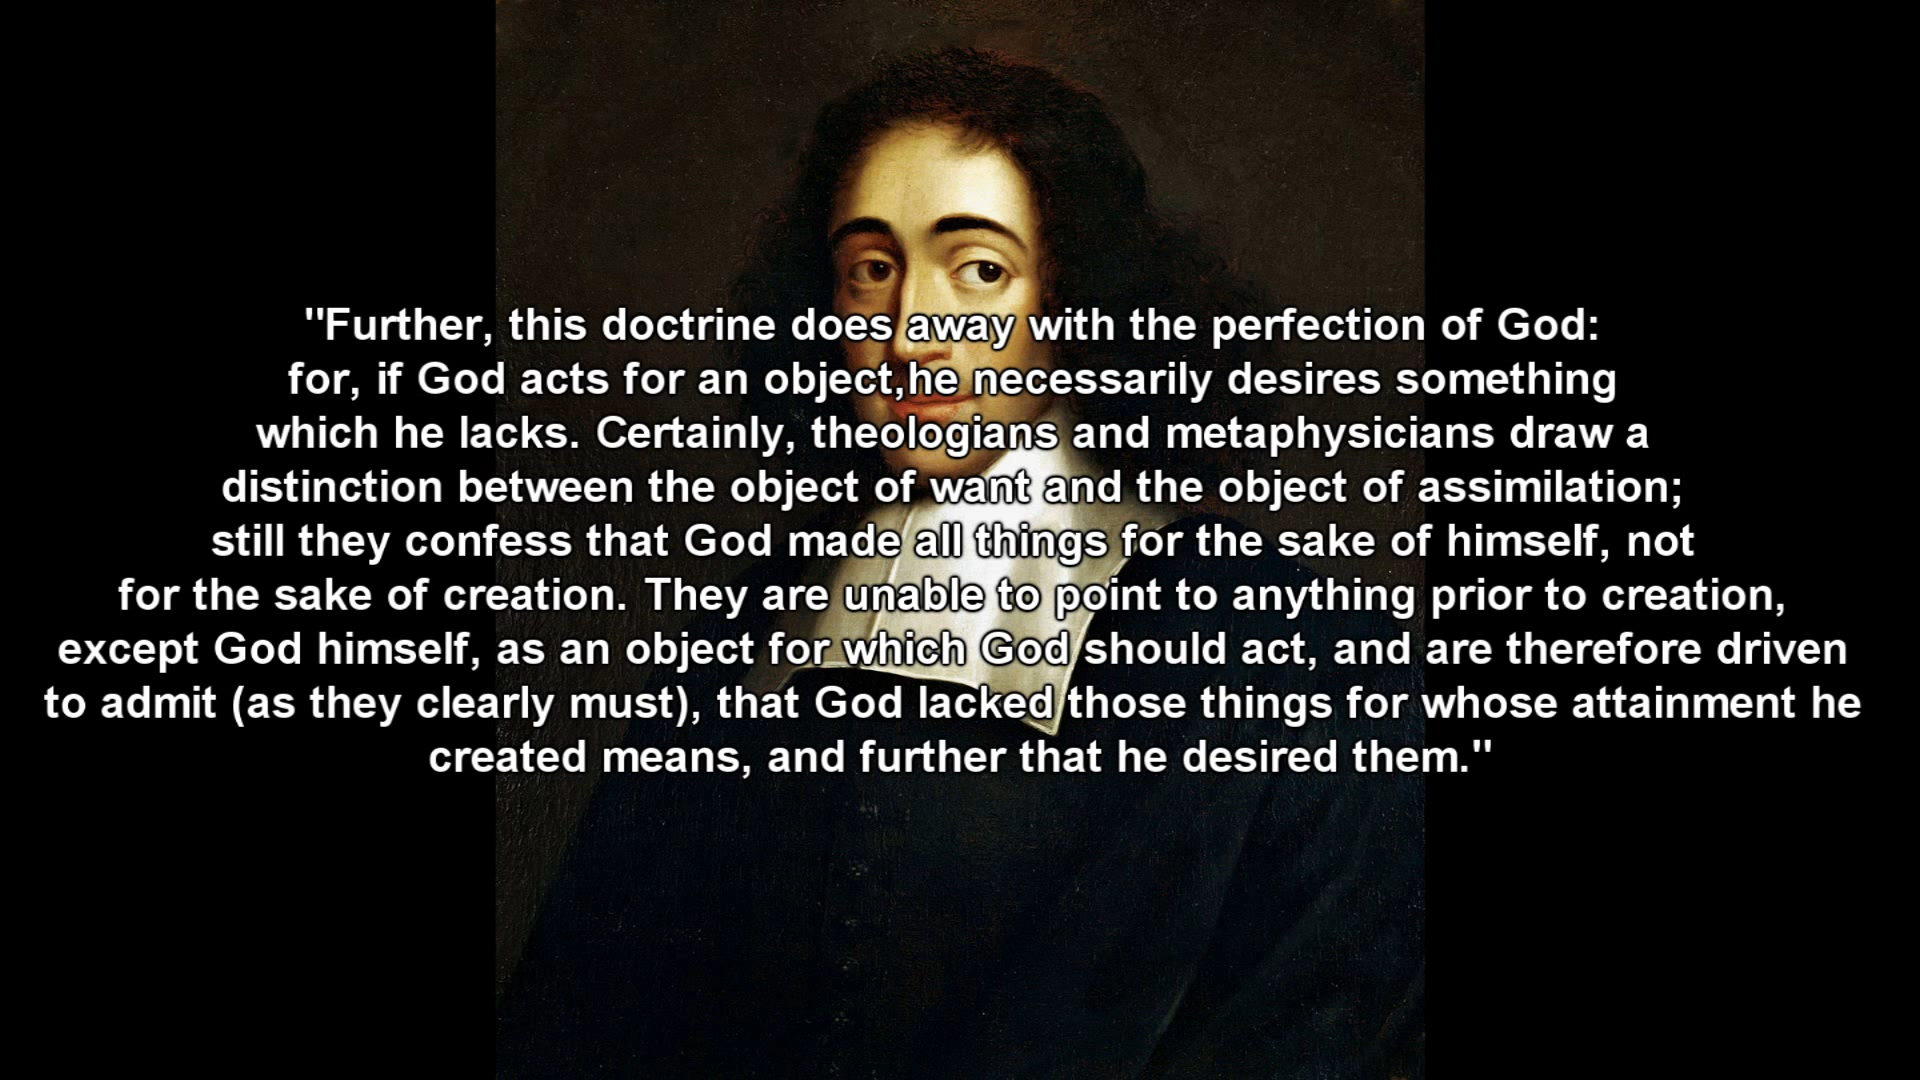 "Further, this doctrine does away with the perfection of God:
for, if God acts for an object,he necessarily desires something
which he lacks. Certainly, theologians and metaphysicians draw a
distinction between the object of want and the object of assimilation;
still they confess that God made all things for the sake of himself, not
for the sake of creation. They are unable to point to anything prior to creation,
except God himself, as an object for which God should act, and are therefore driven
to admit (as they clearly must), that God lacked those things for whose attainment he
created means, and further that he desired them."